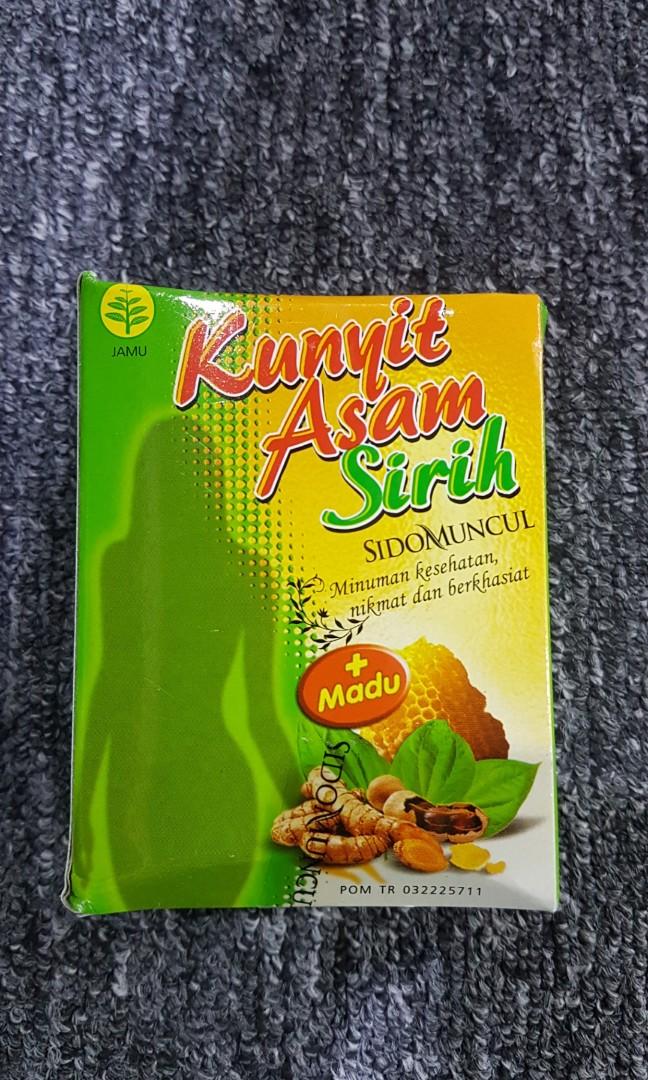 JAMU
Kunyit
Asam
Sirih
SIDOMUNCUL
Minuman kesehatan,
nikmat dan berkhasiat
+
Madu
POM TR 032225711